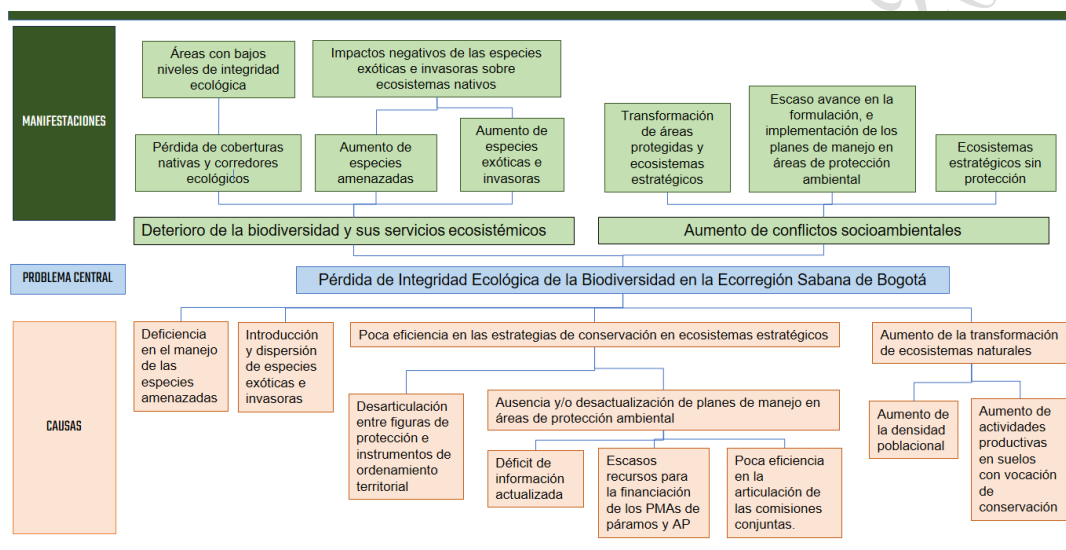 MANIFESTACIONES
Áreas con bajos
niveles de integridad
ecológica
Impactos negativos de las especies
exóticas e invasoras sobre
ecosistemas nativos
Pérdida de coberturas
nativas y corredores
ecológicos
Aumento de
especies
amenazadas
Aumento de
especies
exóticas e
invasoras
Transformación
de áreas
protegidas y
ecosistemas
estratégicos
Escaso avance en la
formulación, e
implementación de los
planes de manejo en
áreas de protección
ambiental
Ecosistemas
estratégicos sin
protección
Deterioro de la biodiversidad y sus servicios ecosistémicos
Aumento de conflictos socioambientales
PROBLEMA CENTRAL
Pérdida de Integridad Ecológica de la Biodiversidad en la Ecorregión Sabana de Bogotá
CAUSAS
Deficiencia
en el manejo
de las
especies
amenazadas
Introducción
y dispersión
de especies
exóticas e
invasoras
Poca eficiencia en las estrategias de conservación en ecosistemas estratégicos
Desarticulación
entre figuras de
protección e
instrumentos de
ordenamiento
territorial
Ausencia y/o desactualización de planes de manejo en
áreas de protección ambiental
Déficit de
información
actualizada
Escasos
recursos para
la financiación
de los PMAs de
páramos y AP
Poca eficiencia
en la
articulación de
las comisiones
conjuntas.
Aumento de la transformación
de ecosistemas naturales
Aumento de
la densidad
poblacional
Aumento de
actividades
productivas
en suelos
con vocación
de
conservación